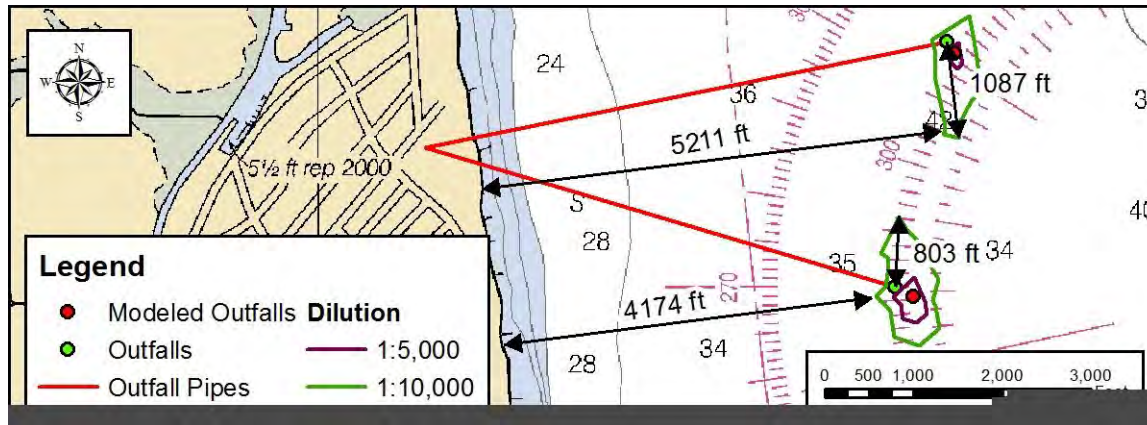 N
W E
S
24
36
42
1087 ft
3
5211 ft
300
5½ ft rep 2000
S
28
35
803 ft
34
40
270
4174 ft
28
34
Legend
Modeled Outfalls Dilution
Outfalls 1:5,000
Outfall Pipes 1:10,000
0 500 1,000 2,000 3,000